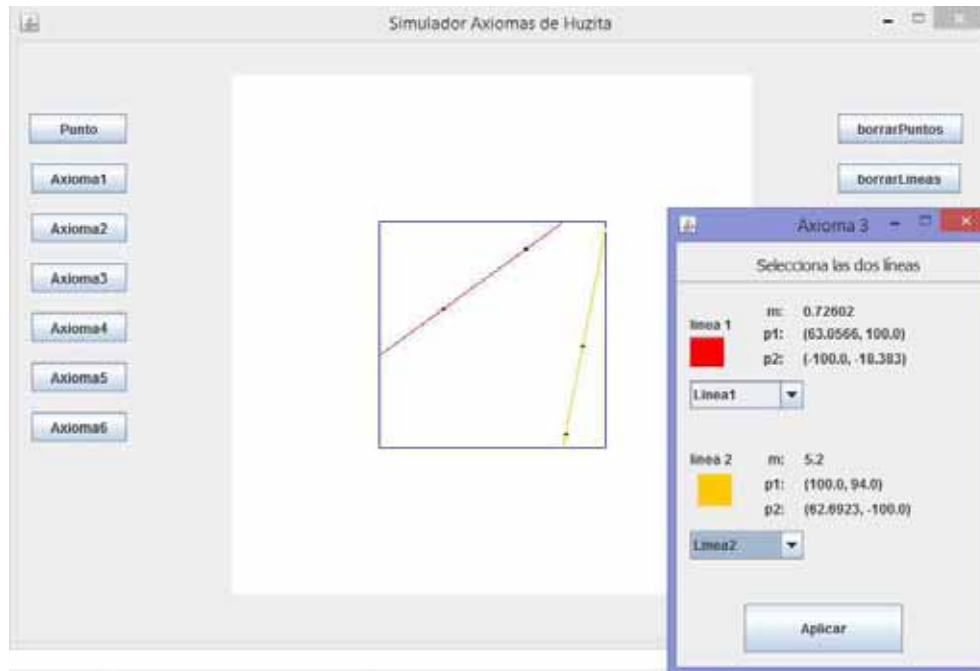 Simulador Axiomas de Huzita
Punto
Axioma1
Axioma2
Axioma3
Axioma4
Axioma5
Axioma6
borrarPuntos
borrarLineas
Axioma 3
Selecciona las dos líneas
linea 1
m: 0.72602
p1: (63.0566, 100.0)
p2: (-100.0, -18.383)
Linea1
linea 2
m: 5.2
p1: (100.0, 94.0)
p2: (62.6923, -100.0)
Linea2
Aplicar